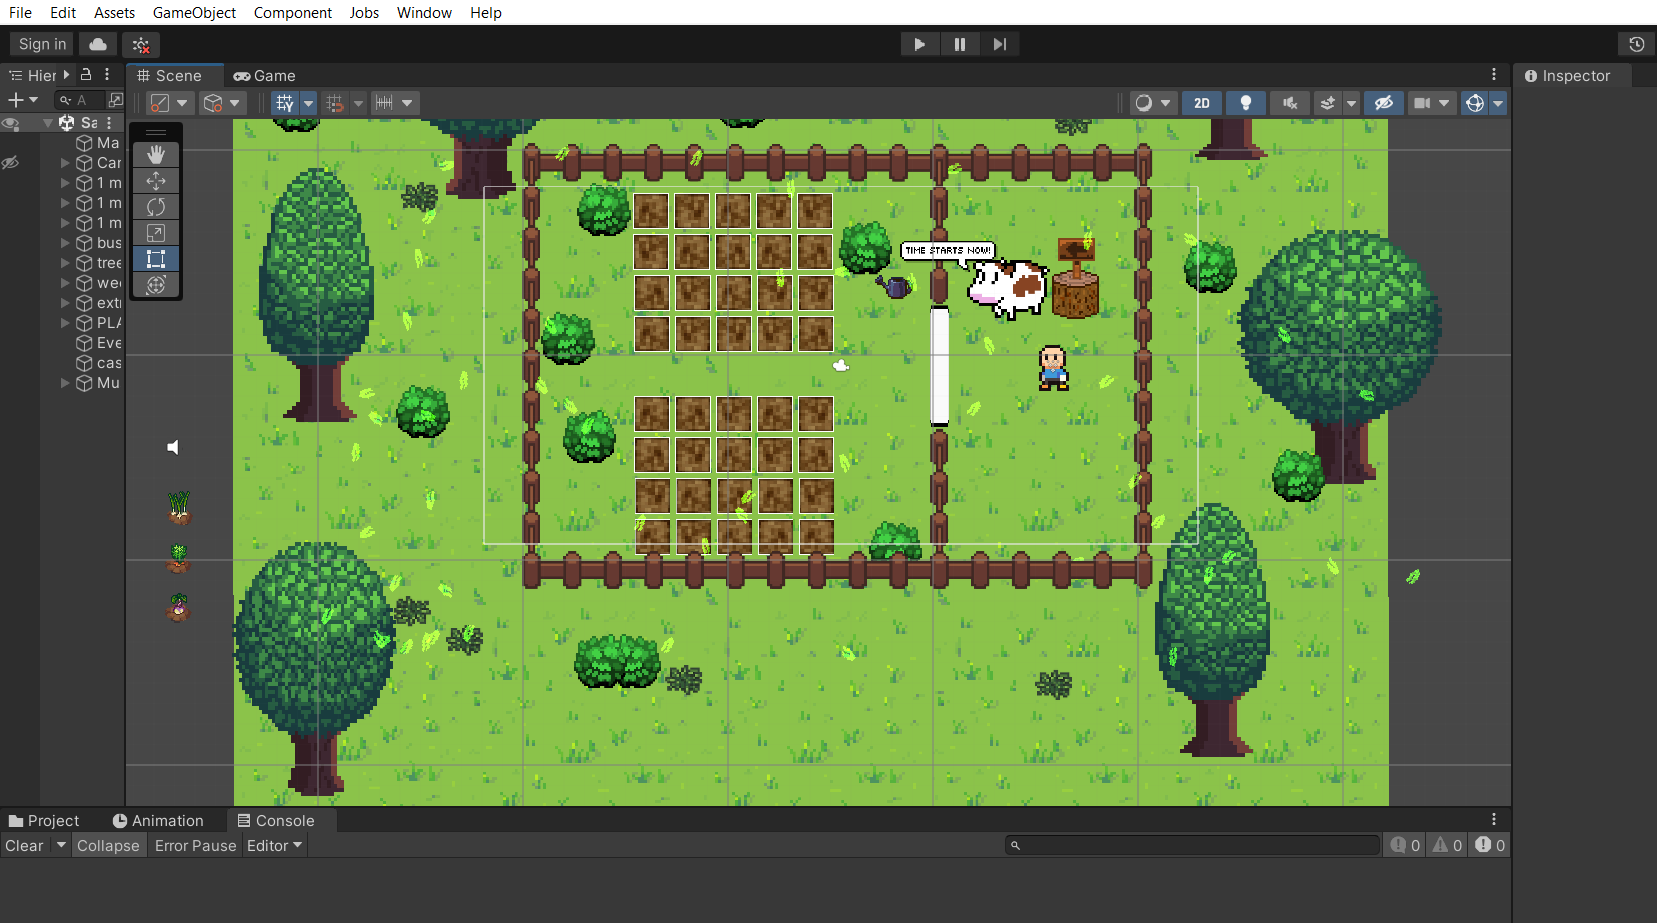 File Edit Assets GameObject Component Jobs Window Help
Sign in
Hier
Scene Game
Inspector
A
2D
Sa
Ma
Car
1 m
1 m
1 m
bus
tree
wee
extr
PLA
Eve
cas
Mu
TIME STARTS NOW!
Project Animation Console
Clear Collapse Error Pause Editor
0 0 0